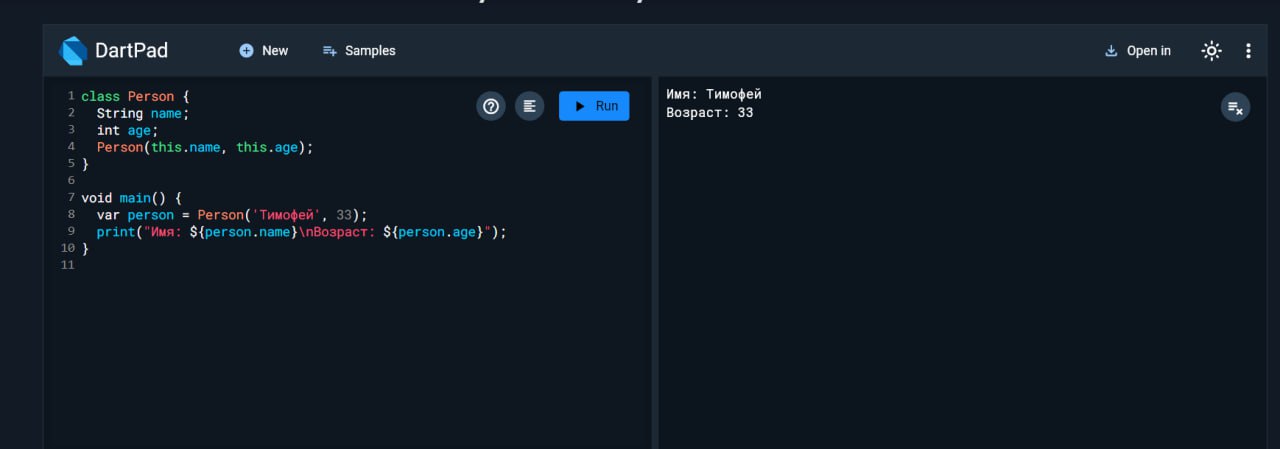 DartPad
New
Samples
Open in
1 class Person {
2   String name;
3   int age;
4   Person(this.name, this.age);
5 }
6
7 void main() {
8   var person = Person('Тимофей', 33);
9   print("Имя: ${person.name}\nВозраст: ${person.age}");
10 }
11
Run
Имя: Тимофей
Возраст: 33